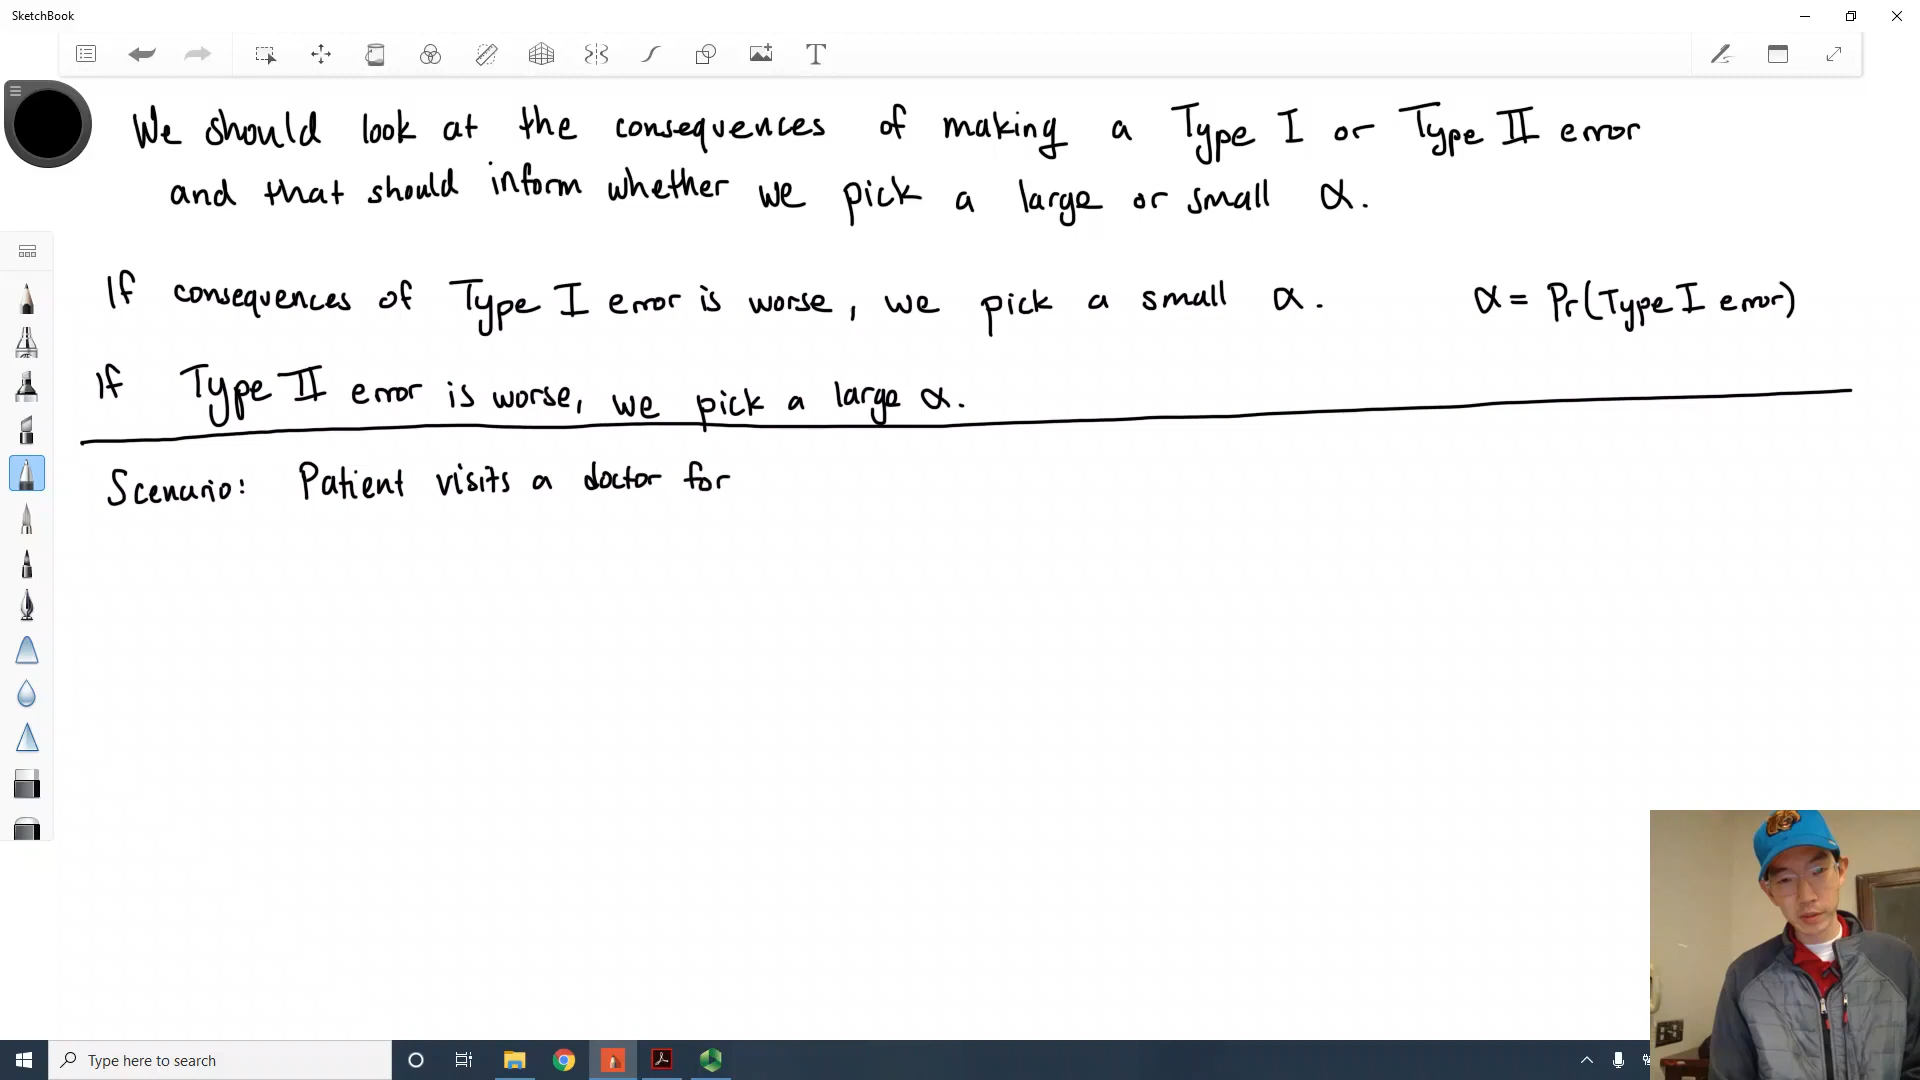 SketchBook
We should look at the consequences of making a Type I or Type II error
and that should inform whether we pick a large or small α.
If consequences of Type I error is worse, we pick a small α. α = Pr(Type I error)
If Type II error is worse, we pick a large α.
Scenario: Patient visits a doctor for
Type here to search